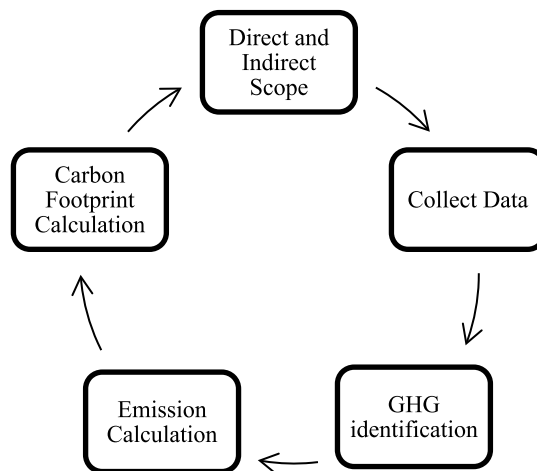 Direct and
Indirect
Scope
Collect Data
GHG
identification
Emission
Calculation
Carbon
Footprint
Calculation